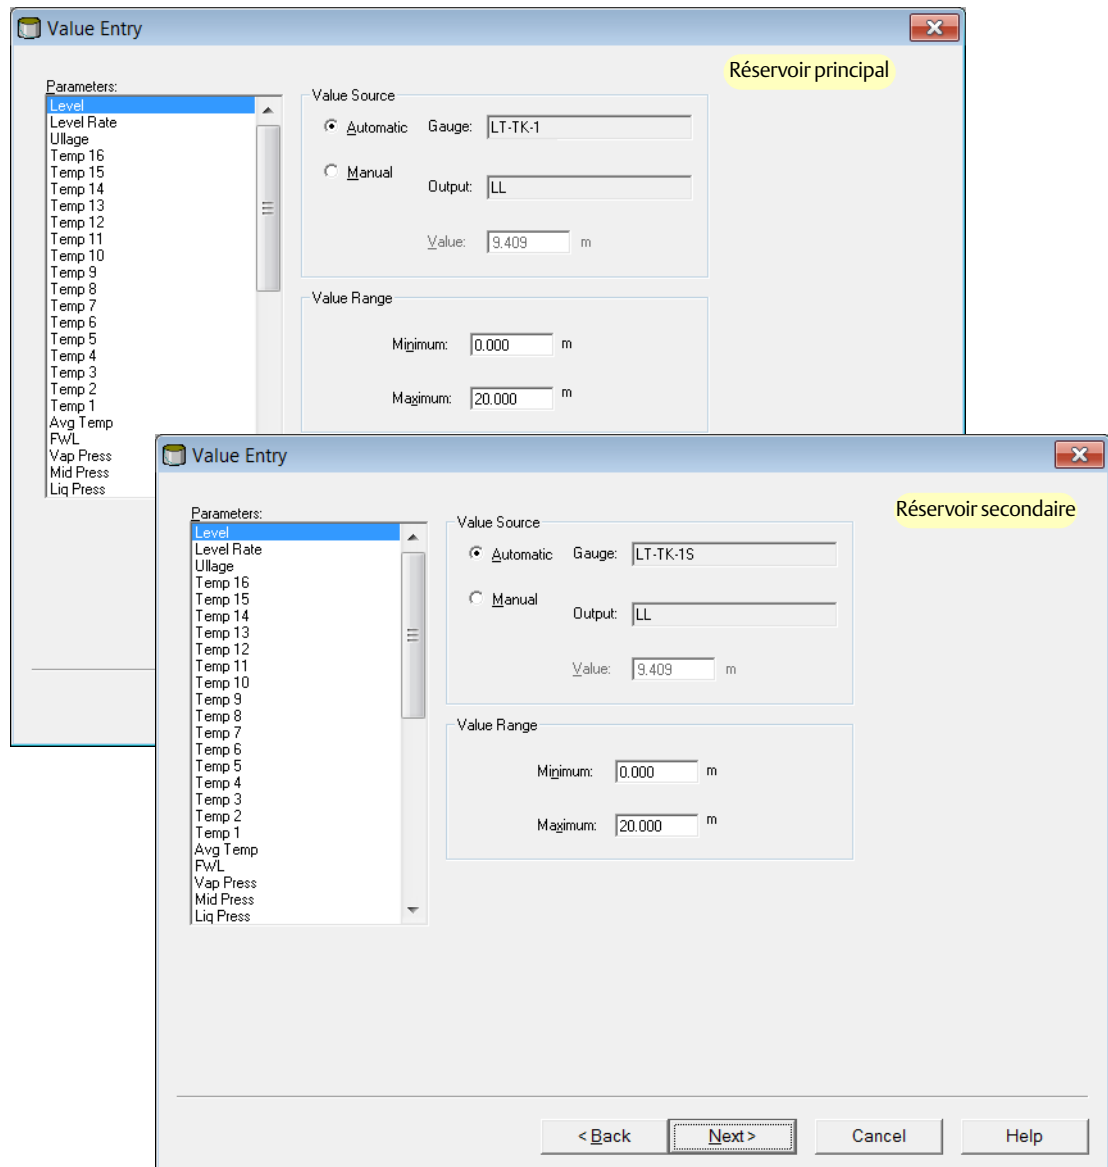 Value Entry
Réservoir principal
Parameters:
Level
Level Rate
Ullage
Temp 16
Temp 15
Temp 14
Temp 13
Temp 12
Temp 11
Temp 10
Temp 9
Temp 8
Temp 7
Temp 6
Temp 5
Temp 4
Temp 3
Temp 2
Temp 1
Avg Temp
FWL
Vap Press
Mid Press
Liq Press
Value Source
Automatic Gauge: LT-TK-1
Manual
Output: LL
Value: 9.409 m
Value Range
Minimum: 0.000 m
Maximum: 20.000 m
Value Entry
Réservoir secondaire
Parameters:
Level
Level Rate
Ullage
Temp 16
Temp 15
Temp 14
Temp 13
Temp 12
Temp 11
Temp 10
Temp 9
Temp 8
Temp 7
Temp 6
Temp 5
Temp 4
Temp 3
Temp 2
Temp 1
Avg Temp
FWL
Vap Press
Mid Press
Liq Press
Value Source
Automatic Gauge: LT-TK-1S
Manual
Output: LL
Value: 9.409 m
Value Range
Minimum: 0.000 m
Maximum: 20.000 m
< Back Next > Cancel Help